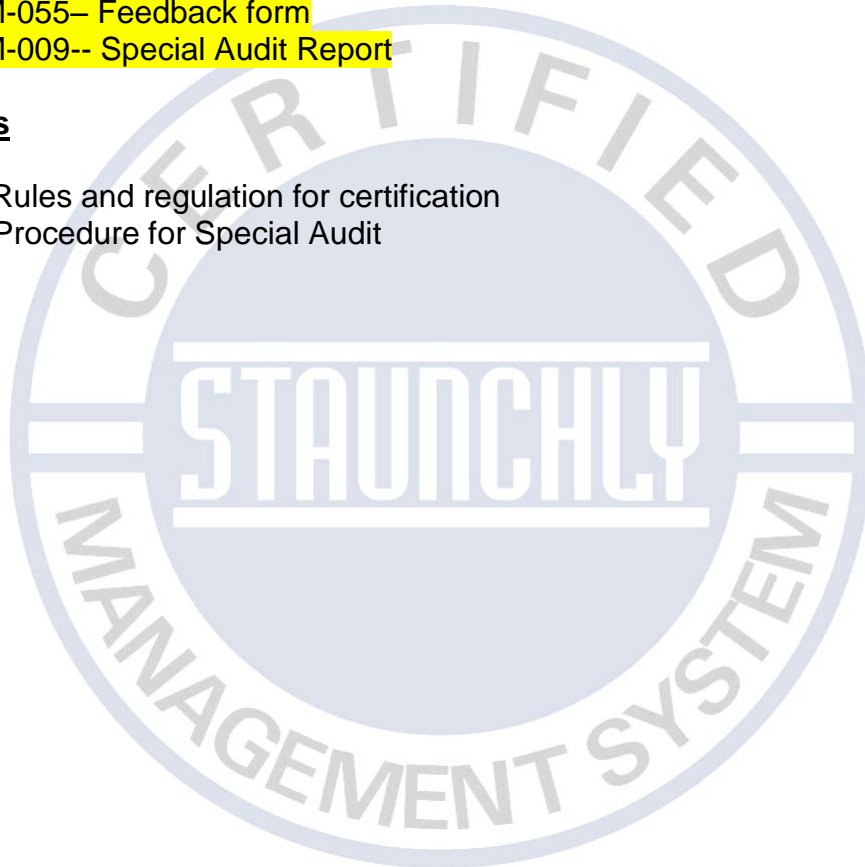 M-055– Feedback form
M-009-- Special Audit Report
s
Rules and regulation for certification
Procedure for Special Audit
CERTIFIED
STAUNCHLY
MANAGEMENT SYSTEM